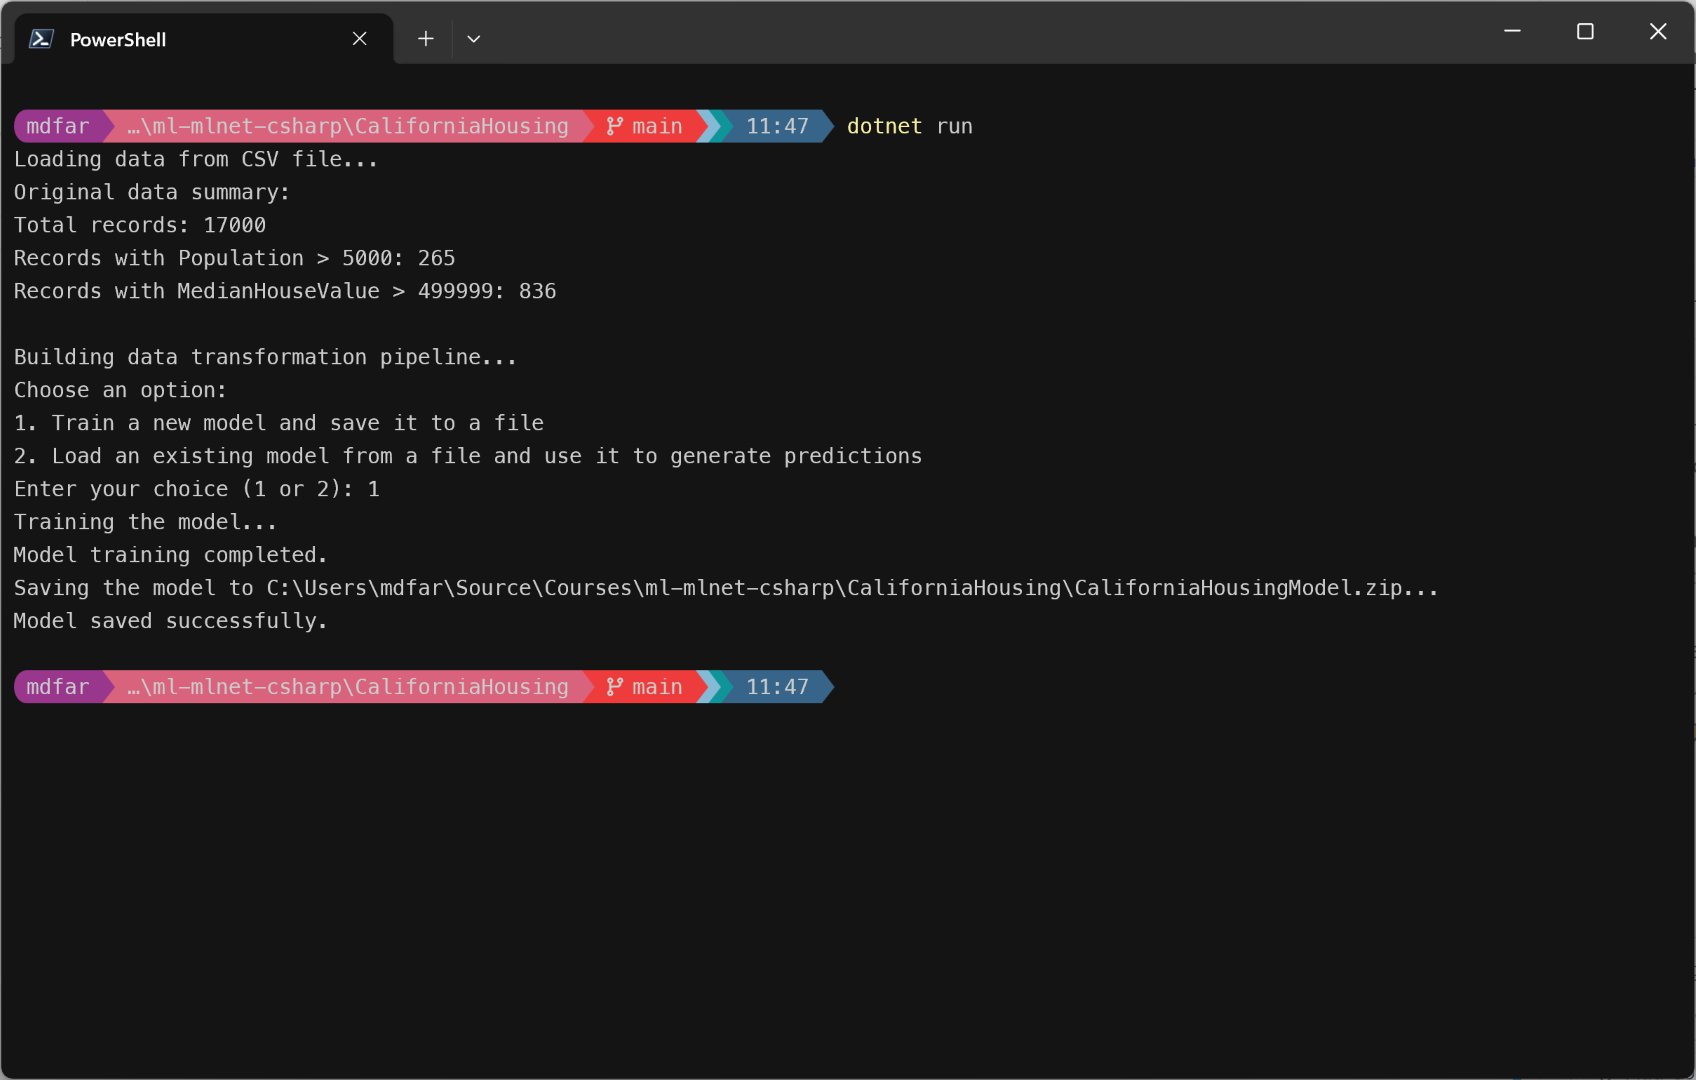 PowerShell
mdfar …\ml-mlnet-csharp\CaliforniaHousing main 11:47 dotnet run
Loading data from CSV file...
Original data summary:
Total records: 17000
Records with Population > 5000: 265
Records with MedianHouseValue > 499999: 836
Building data transformation pipeline...
Choose an option:
1. Train a new model and save it to a file
2. Load an existing model from a file and use it to generate predictions
Enter your choice (1 or 2): 1
Training the model...
Model training completed.
Saving the model to C:\Users\mdfar\Source\Courses\ml-mlnet-csharp\CaliforniaHousing\CaliforniaHousingModel.zip...
Model saved successfully.
mdfar …\ml-mlnet-csharp\CaliforniaHousing main 11:47